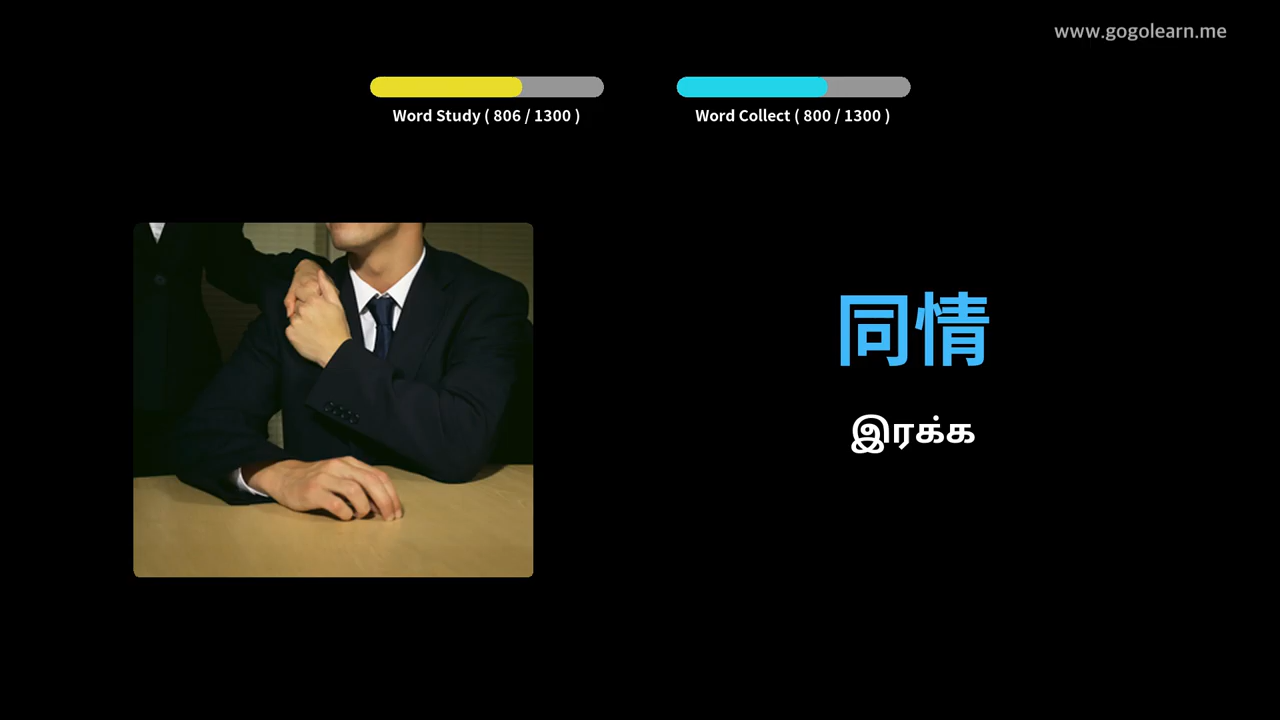 www.gogolearn.me
Word Study ( 806 / 1300 )
Word Collect ( 800 / 1300 )
同情
இரக்க